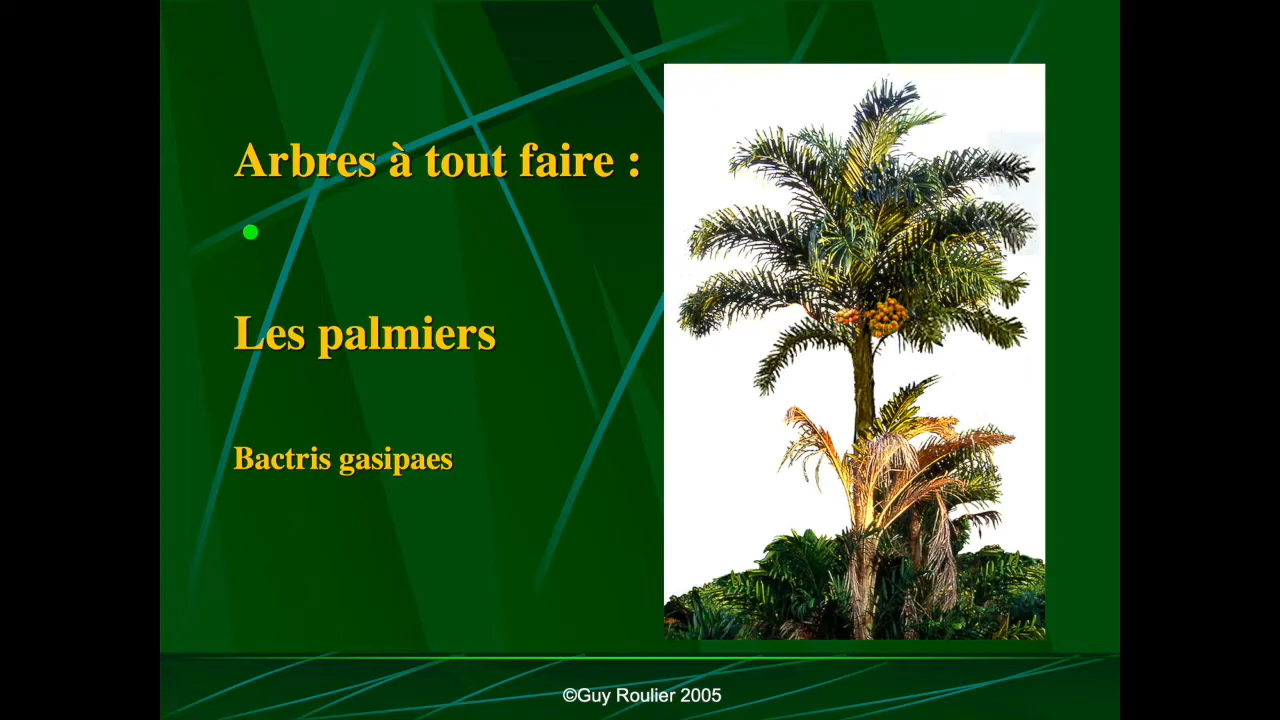 Arbres à tout faire :
Les palmiers
Bactris gasipaes
©Guy Roulier 2005